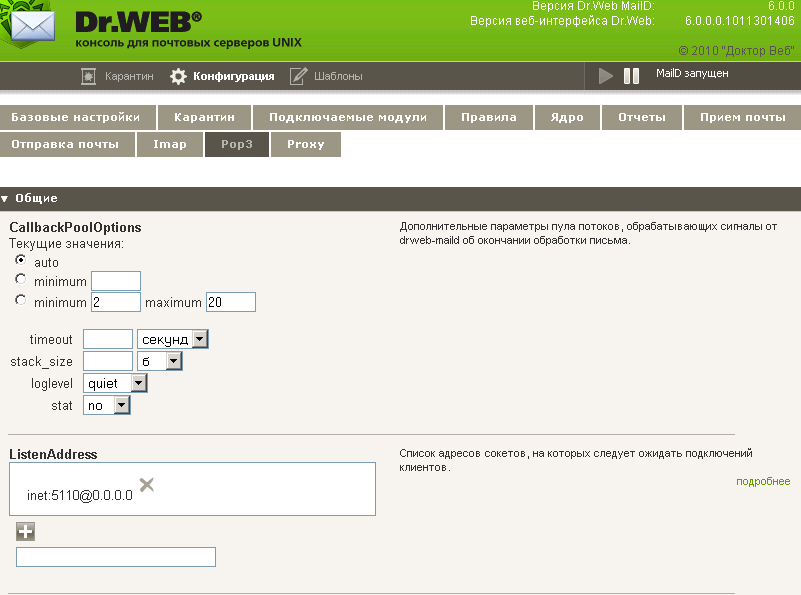 Версия Dr.Web MailD: 6.0.0
Версия веб-интерфейса Dr.Web: 6.0.0.0.1011301406
Dr.WEB®
консоль для почтовых серверов UNIX
© 2010 "Доктор Веб"
Карантин Конфигурация Шаблоны MailD запущен
Базовые настройки Карантин Подключаемые модули Правила Ядро Отчеты Прием почты
Отправка почты Imap Pop3 Proxy
Общие
CallbackPoolOptions
Текущие значения:
auto
minimum
minimum 2 maximum 20
timeout секунд
stack_size б
loglevel quiet
stat no
Дополнительные параметры пула потоков, обрабатывающих сигналы от
drweb-maild об окончании обработки письма.
ListenAddress
inet:5110@0.0.0.0
Список адресов сокетов, на которых следует ожидать подключений
клиентов.
подробнее